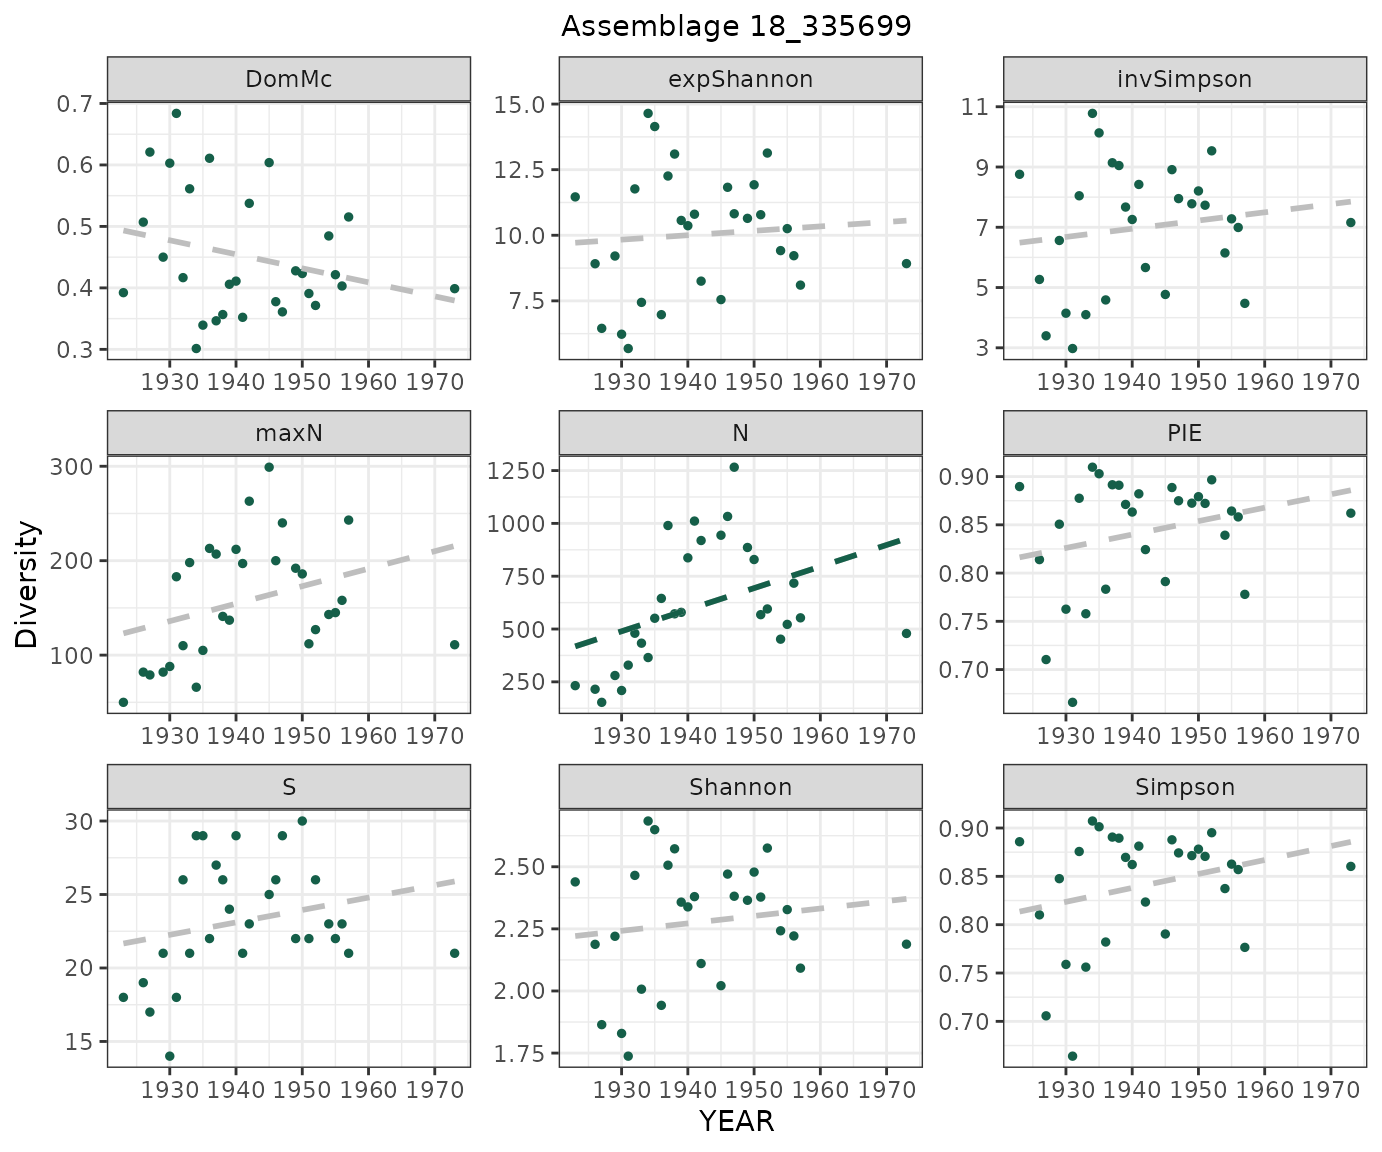 Assemblage 18_335699
DomMc
expShannon
invSimpson
0.7
0.6
0.5
0.4
0.3
15.0
12.5
10.0
7.5
11
9
7
5
3
1930 1940 1950 1960 1970
1930 1940 1950 1960 1970
1930 1940 1950 1960 1970
Diversity
maxN
N
PIE
300
200
100
1250
1000
750
500
250
0.90
0.85
0.80
0.75
0.70
1930 1940 1950 1960 1970
1930 1940 1950 1960 1970
1930 1940 1950 1960 1970
S
Shannon
Simpson
30
25
20
15
2.50
2.25
2.00
1.75
0.90
0.85
0.80
0.75
0.70
1930 1940 1950 1960 1970
1930 1940 1950 1960 1970
1930 1940 1950 1960 1970
YEAR